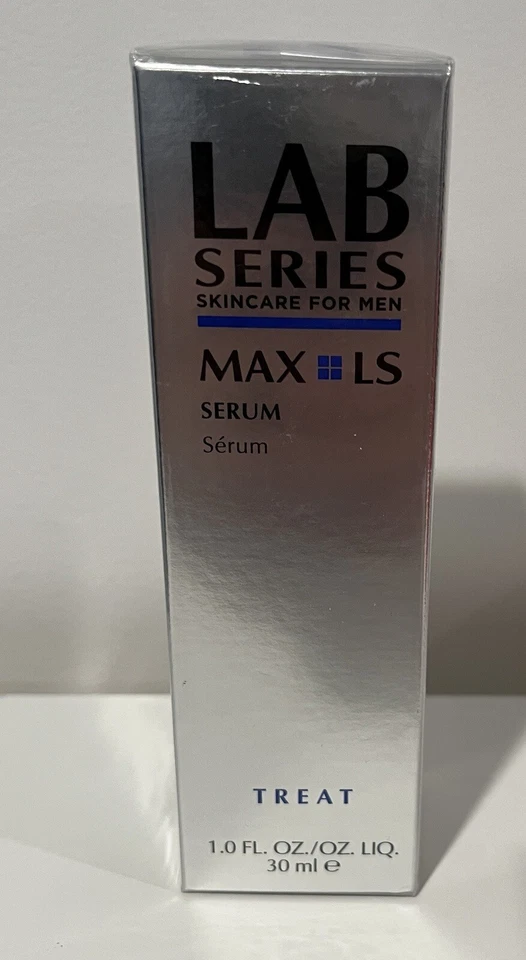 LAB
SERIES
SKINCARE FOR MEN
MAX LS
SERUM
Sérum
TREAT
1.0 FL. OZ./OZ. LIQ.
30 ml ℮